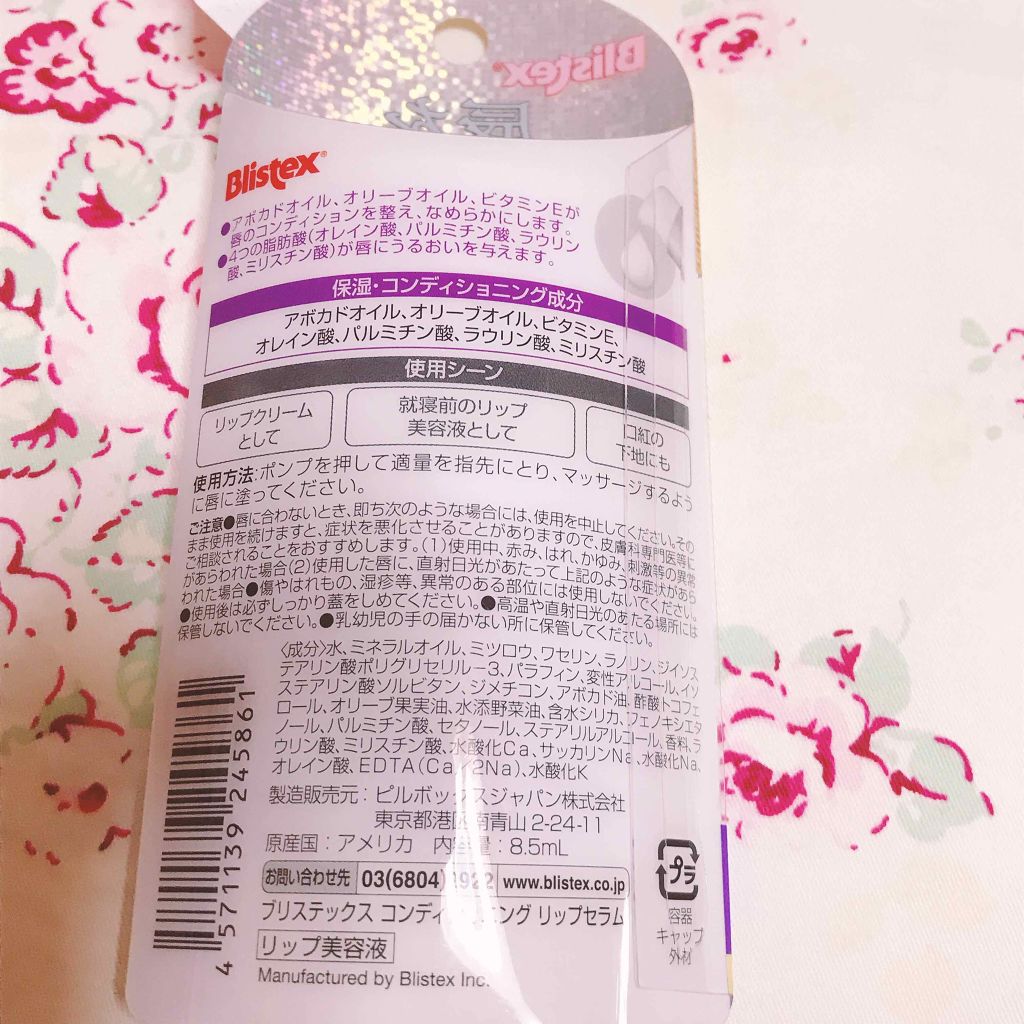 Blistex
Blistex®
●アボカドオイル、オリーブオイル、ビタミンEが
唇のコンディションを整え、なめらかにします。
●4つの脂肪酸(オレイン酸、パルミチン酸、ラウリン
酸、ミリスチン酸)が唇にうるおいを与えます。
保湿・コンディショニング成分
アボカドオイル、オリーブオイル、ビタミンE、
オレイン酸、パルミチン酸、ラウリン酸、ミリスチン酸
使用シーン
リップクリーム
として
就寝前のリップ
美容液として
口紅の
下地にも
使用方法:ポンプを押して適量を指先にとり、マッサージするよう
に唇に塗ってください。
ご注意●唇に合わないとき、即ち次のような場合には、使用を中止してください。その
まま使用を続けますと、症状を悪化させることがありますので、皮膚科専門医等に
ご相談されることをおすすめします。(1)使用中、赤み、はれ、かゆみ、刺激等の異常
があらわれた場合(2)使用した唇に、直射日光があたって上記のような症状があら
われた場合●傷やはれもの、湿疹等、異常のある部位には使用しないでください。
●使用後は必ずしっかり蓋をしめてください。●高温や直射日光のあたる場所には
保管しないでください。●乳幼児の手の届かない所に保管してください。
〈成分〉水、ミネラルオイル、ミツロウ、ワセリン、ラノリン、ジイソス
テアリン酸ポリグリセリル-3、パラフィン、変性アルコール、イソ
ステアリン酸ソルビタン、ジメチコン、アボカド油、酢酸トコフェ
ロール、オリーブ果実油、水添野菜油、含水シリカ、フェノキシエタ
ノール、パルミチン酸、セタノール、ステアリルアルコール、香料、ラ
ウリン酸、ミリスチン酸、水酸化Ca、サッカリンNa、水酸化Na、
オレイン酸、EDTA(Ca/2Na)、水酸化K
製造販売元:ピルボックスジャパン株式会社
東京都港区南青山2-24-11
原産国:アメリカ 内容量:8.5mL
お問い合わせ先 03(6804) www.blistex.co.jp
ブリステックス コンディショニング リップセラム
リップ美容液
Manufactured by Blistex Inc.
4 571139 245861
プラ
容器
キャップ
外材